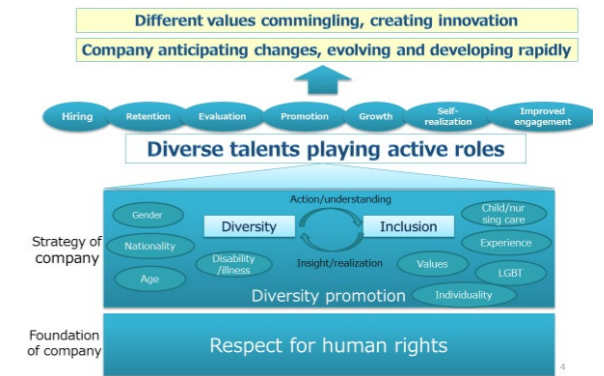 Different values commingling, creating innovation
Company anticipating changes, evolving and developing rapidly
Hiring
Retention
Evaluation
Promotion
Growth
Self-
realization
Improved
engagement
Diverse talents playing active roles
Strategy of
company
Gender
Nationality
Age
Disability
/illness
Diversity
Action/understanding
Insight/realization
Inclusion
Values
Child/nur
sing care
Experience
LGBT
Individuality
Diversity promotion
Foundation
of company
Respect for human rights
4